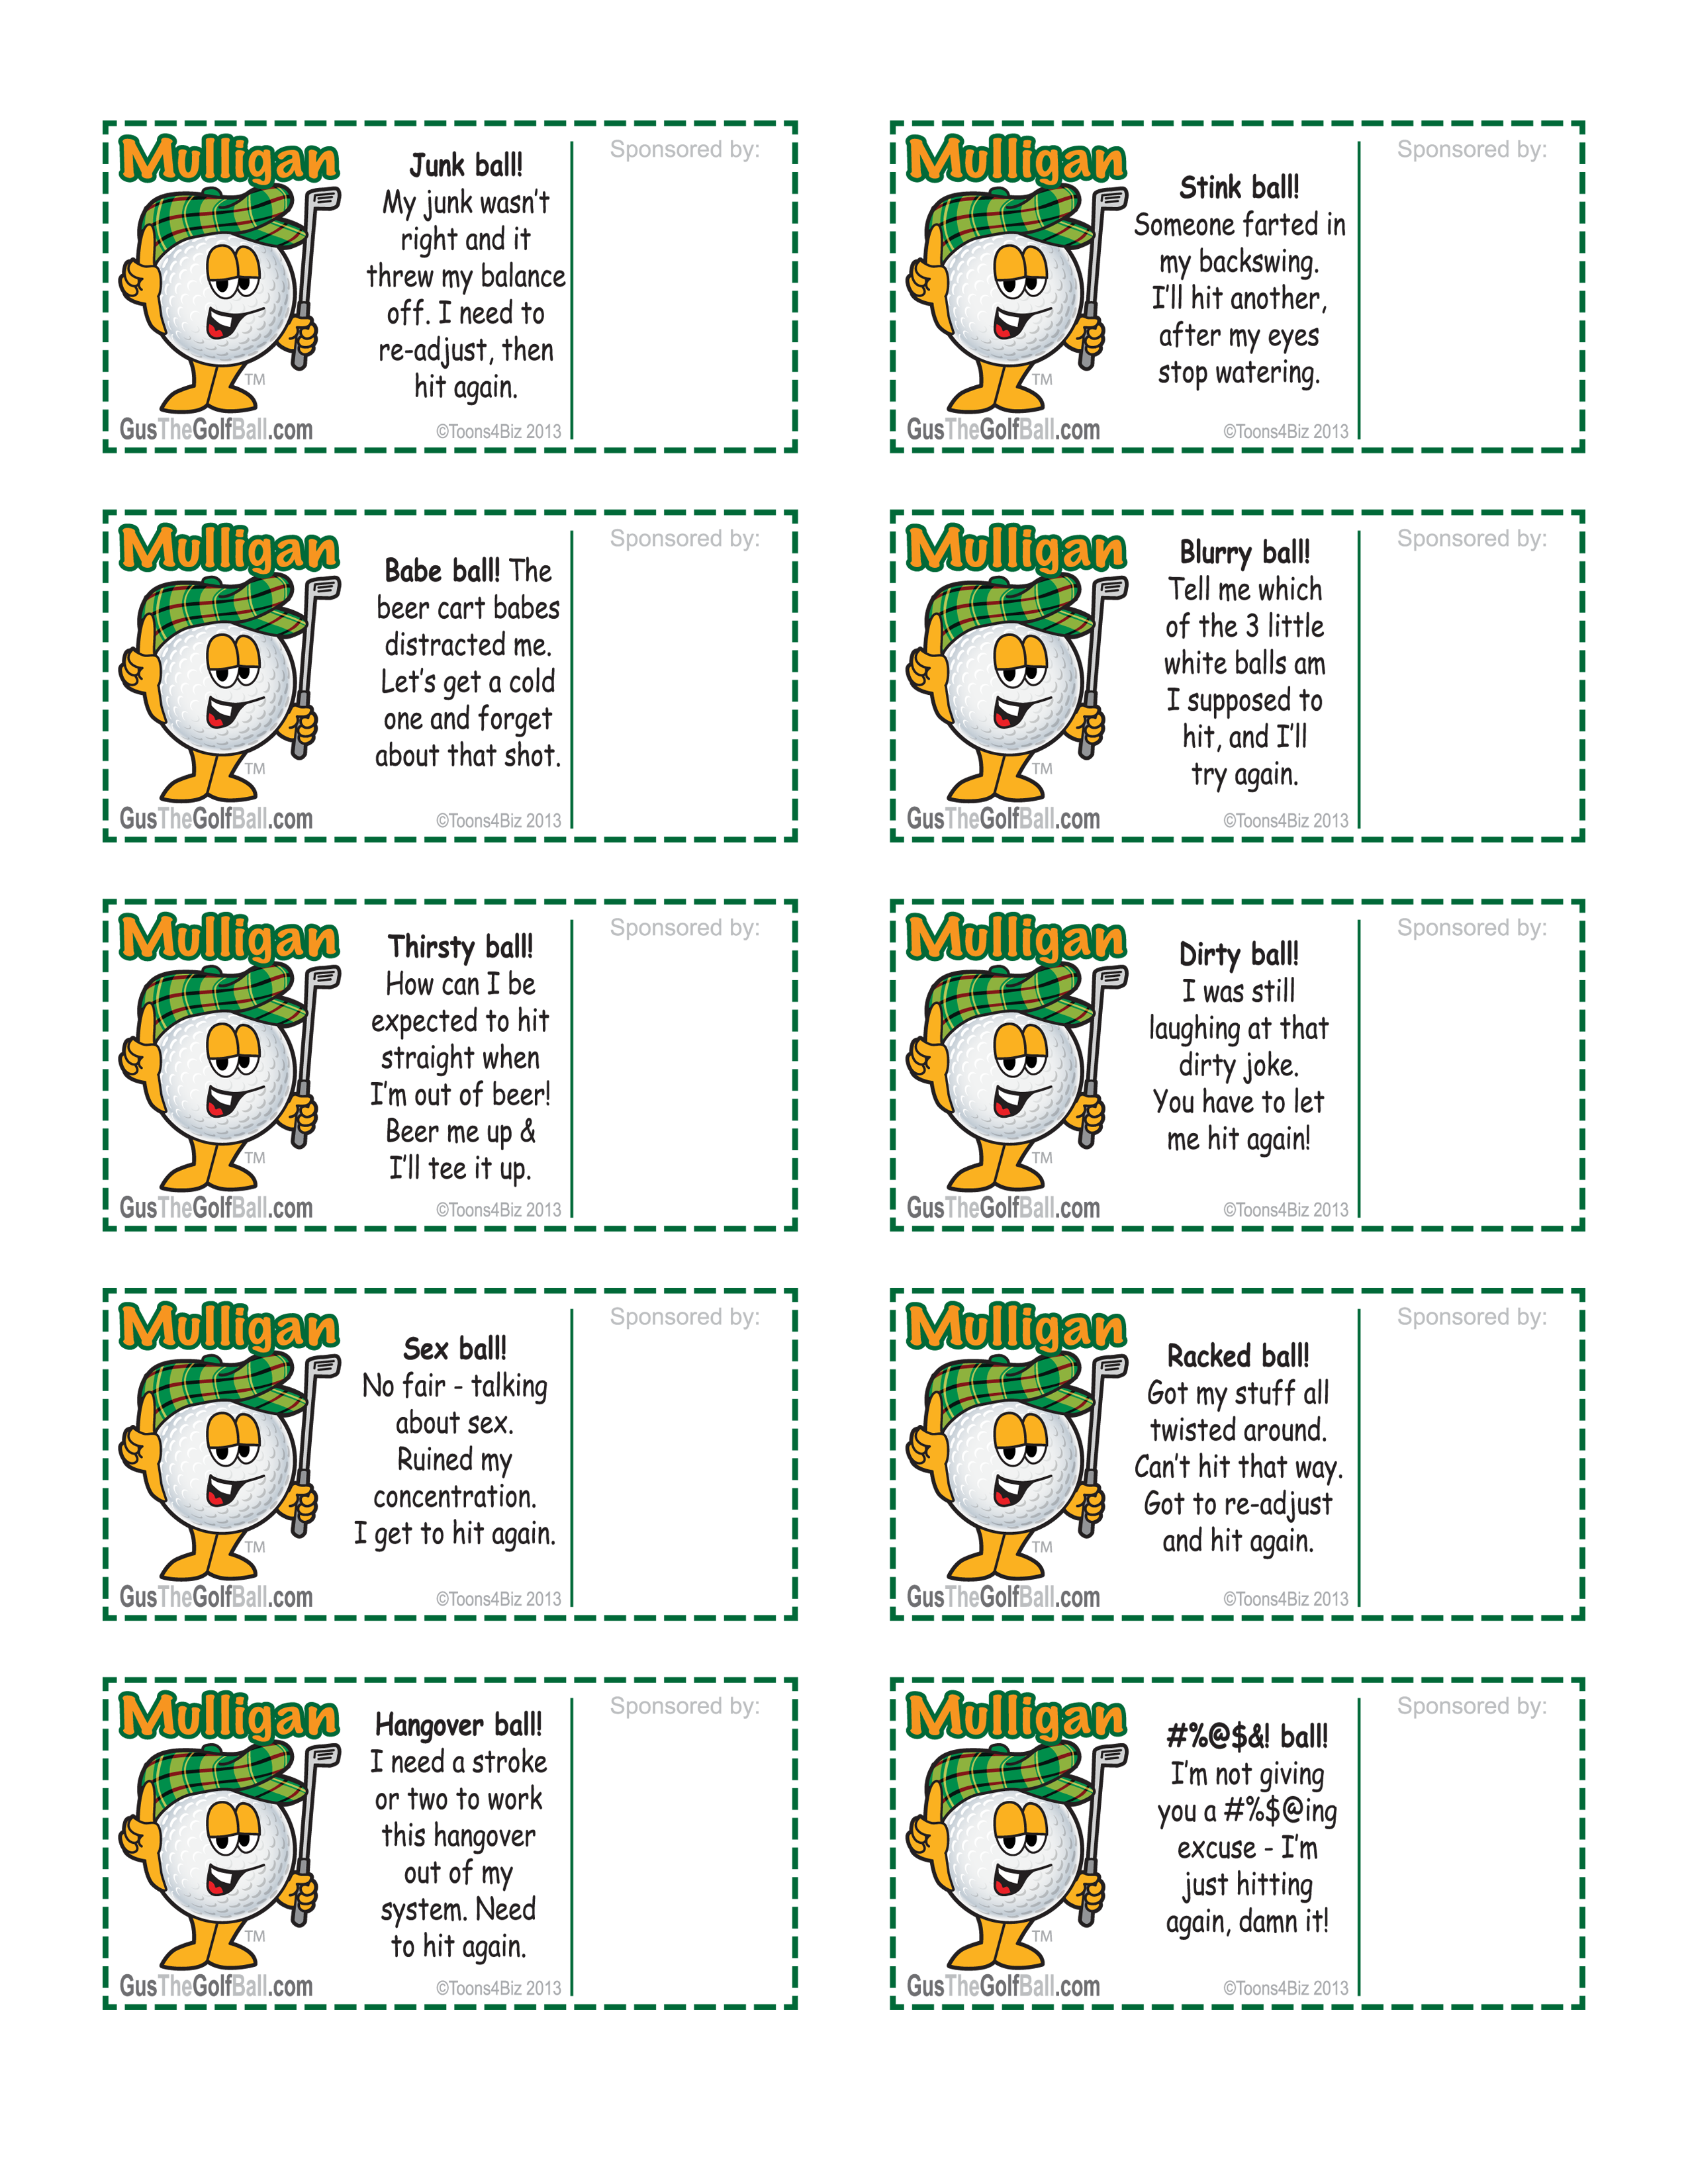 Mulligan
Junk ball!
My junk wasn't
right and it
threw my balance
off. I need to
re-adjust, then
hit again.
TM
GusTheGolfBall.com
©Toons4Biz 2013
Sponsored by:
Mulligan
Stink ball!
Someone farted in
my backswing.
I'll hit another,
after my eyes
stop watering.
TM
GusTheGolfBall.com
©Toons4Biz 2013
Sponsored by:
Mulligan
Babe ball! The
beer cart babes
distracted me.
Let's get a cold
one and forget
about that shot.
TM
GusTheGolfBall.com
©Toons4Biz 2013
Sponsored by:
Mulligan
Blurry ball!
Tell me which
of the 3 little
white balls am
I supposed to
hit, and I'll
try again.
TM
GusTheGolfBall.com
©Toons4Biz 2013
Sponsored by:
Mulligan
Thirsty ball!
How can I be
expected to hit
straight when
I'm out of beer!
Beer me up &
I'll tee it up.
TM
GusTheGolfBall.com
©Toons4Biz 2013
Sponsored by:
Mulligan
Dirty ball!
I was still
laughing at that
dirty joke.
You have to let
me hit again!
TM
GusTheGolfBall.com
©Toons4Biz 2013
Sponsored by:
Mulligan
Sex ball!
No fair - talking
about sex.
Ruined my
concentration.
I get to hit again.
TM
GusTheGolfBall.com
©Toons4Biz 2013
Sponsored by:
Mulligan
Racked ball!
Got my stuff all
twisted around.
Can't hit that way.
Got to re-adjust
and hit again.
TM
GusTheGolfBall.com
©Toons4Biz 2013
Sponsored by:
Mulligan
Hangover ball!
I need a stroke
or two to work
this hangover
out of my
system. Need
to hit again.
TM
GusTheGolfBall.com
©Toons4Biz 2013
Sponsored by:
Mulligan
#%@$&! ball!
I'm not giving
you a #%$@ing
excuse - I'm
just hitting
again, damn it!
TM
GusTheGolfBall.com
©Toons4Biz 2013
Sponsored by: